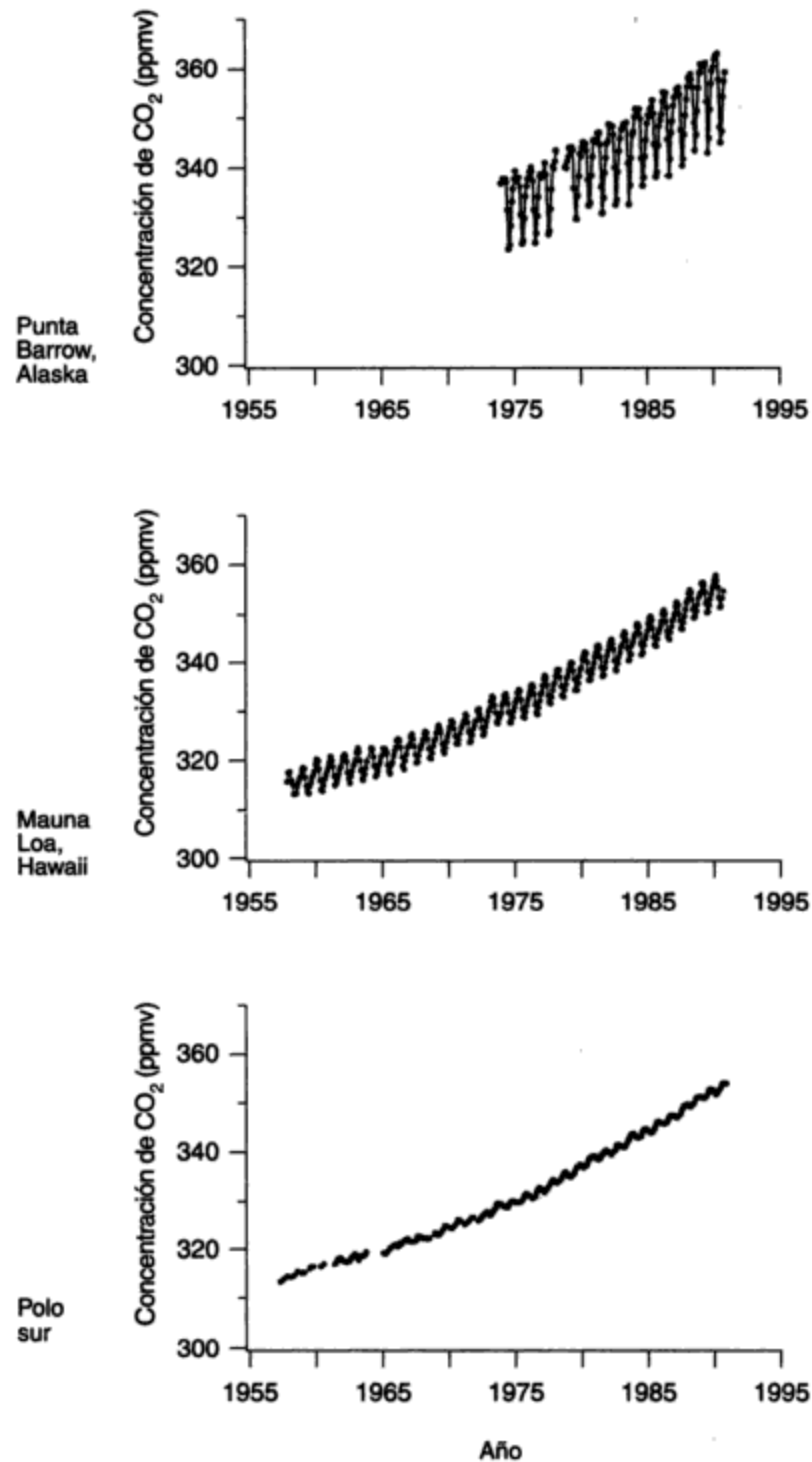 Concentración de CO₂ (ppmv)
360
340
320
300
Punta
Barrow,
Alaska
1955 1965 1975 1985 1995
Concentración de CO₂ (ppmv)
360
340
320
300
Mauna
Loa,
Hawaii
1955 1965 1975 1985 1995
Concentración de CO₂ (ppmv)
360
340
320
300
Polo
sur
1955 1965 1975 1985 1995
Año